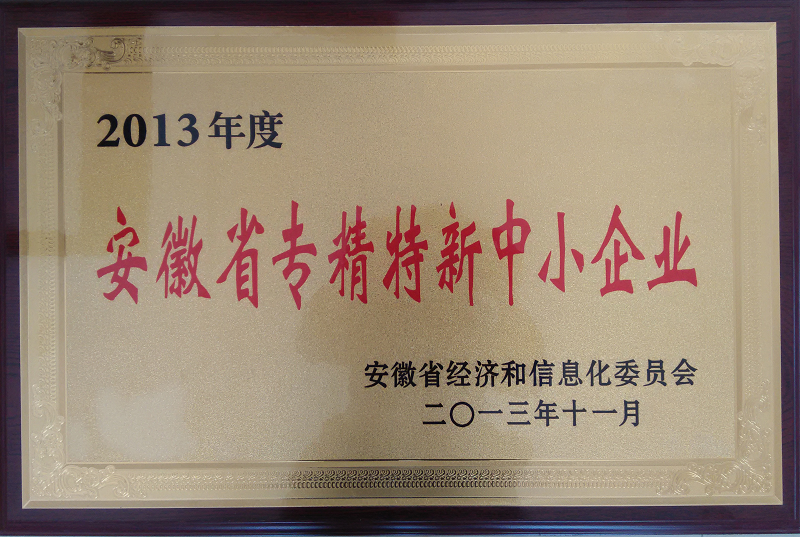 2013年度
安徽省专精特新中小企业
安徽省经济和信息化委员会
二〇一三年十一月